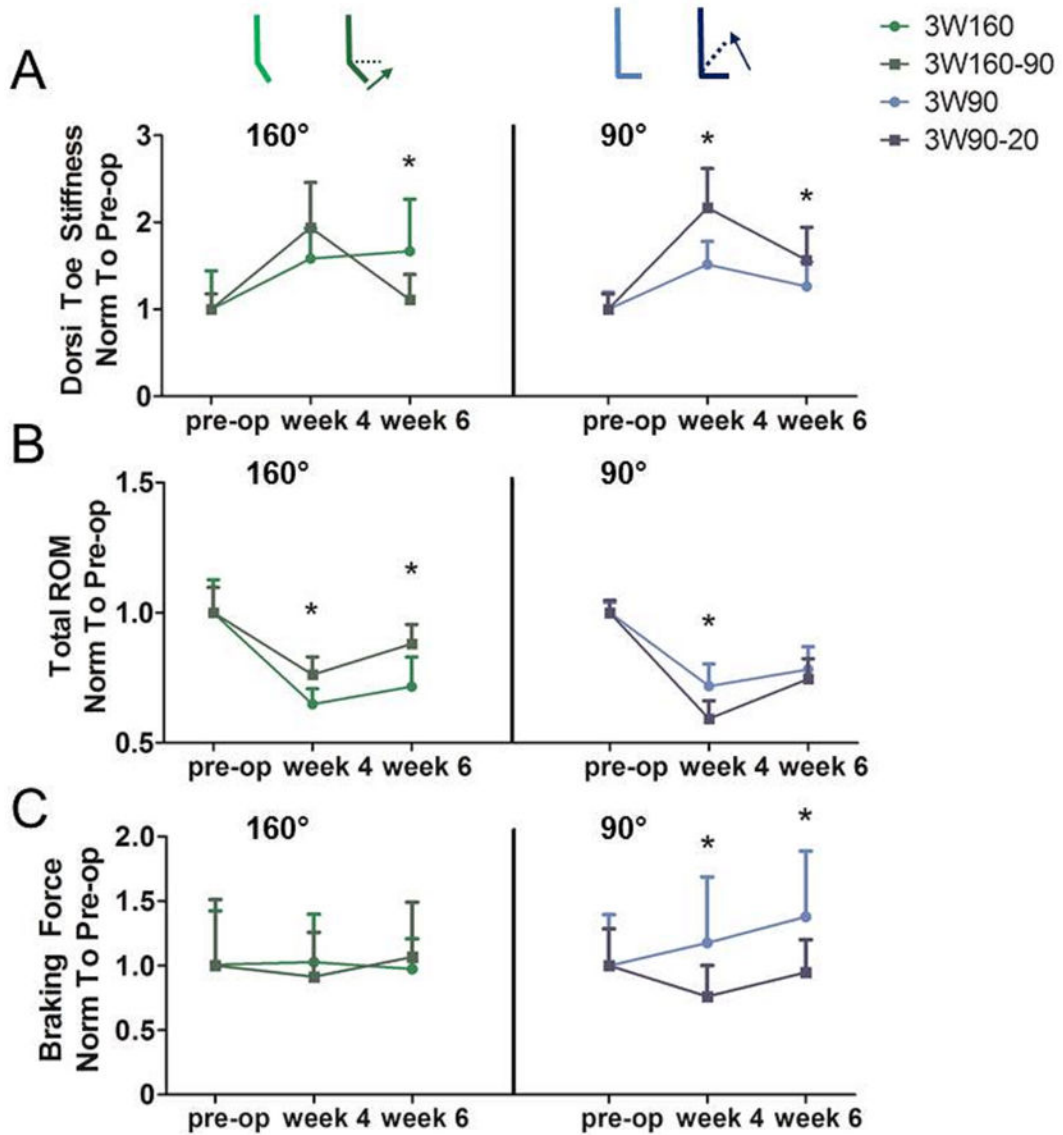 3W160
3W160-90
3W90
3W90-20
A
160°
90°
Dorsi Toe Stiffness
Norm To Pre-op
3
2
1
0
*
*
*
pre-op week 4 week 6
pre-op week 4 week 6
B
160°
90°
Total ROM
Norm To Pre-op
1.5
1.0
0.5
*
*
*
pre-op week 4 week 6
pre-op week 4 week 6
C
160°
90°
Braking Force
Norm To Pre-op
2.0
1.5
1.0
0.5
0
*
*
pre-op week 4 week 6
pre-op week 4 week 6